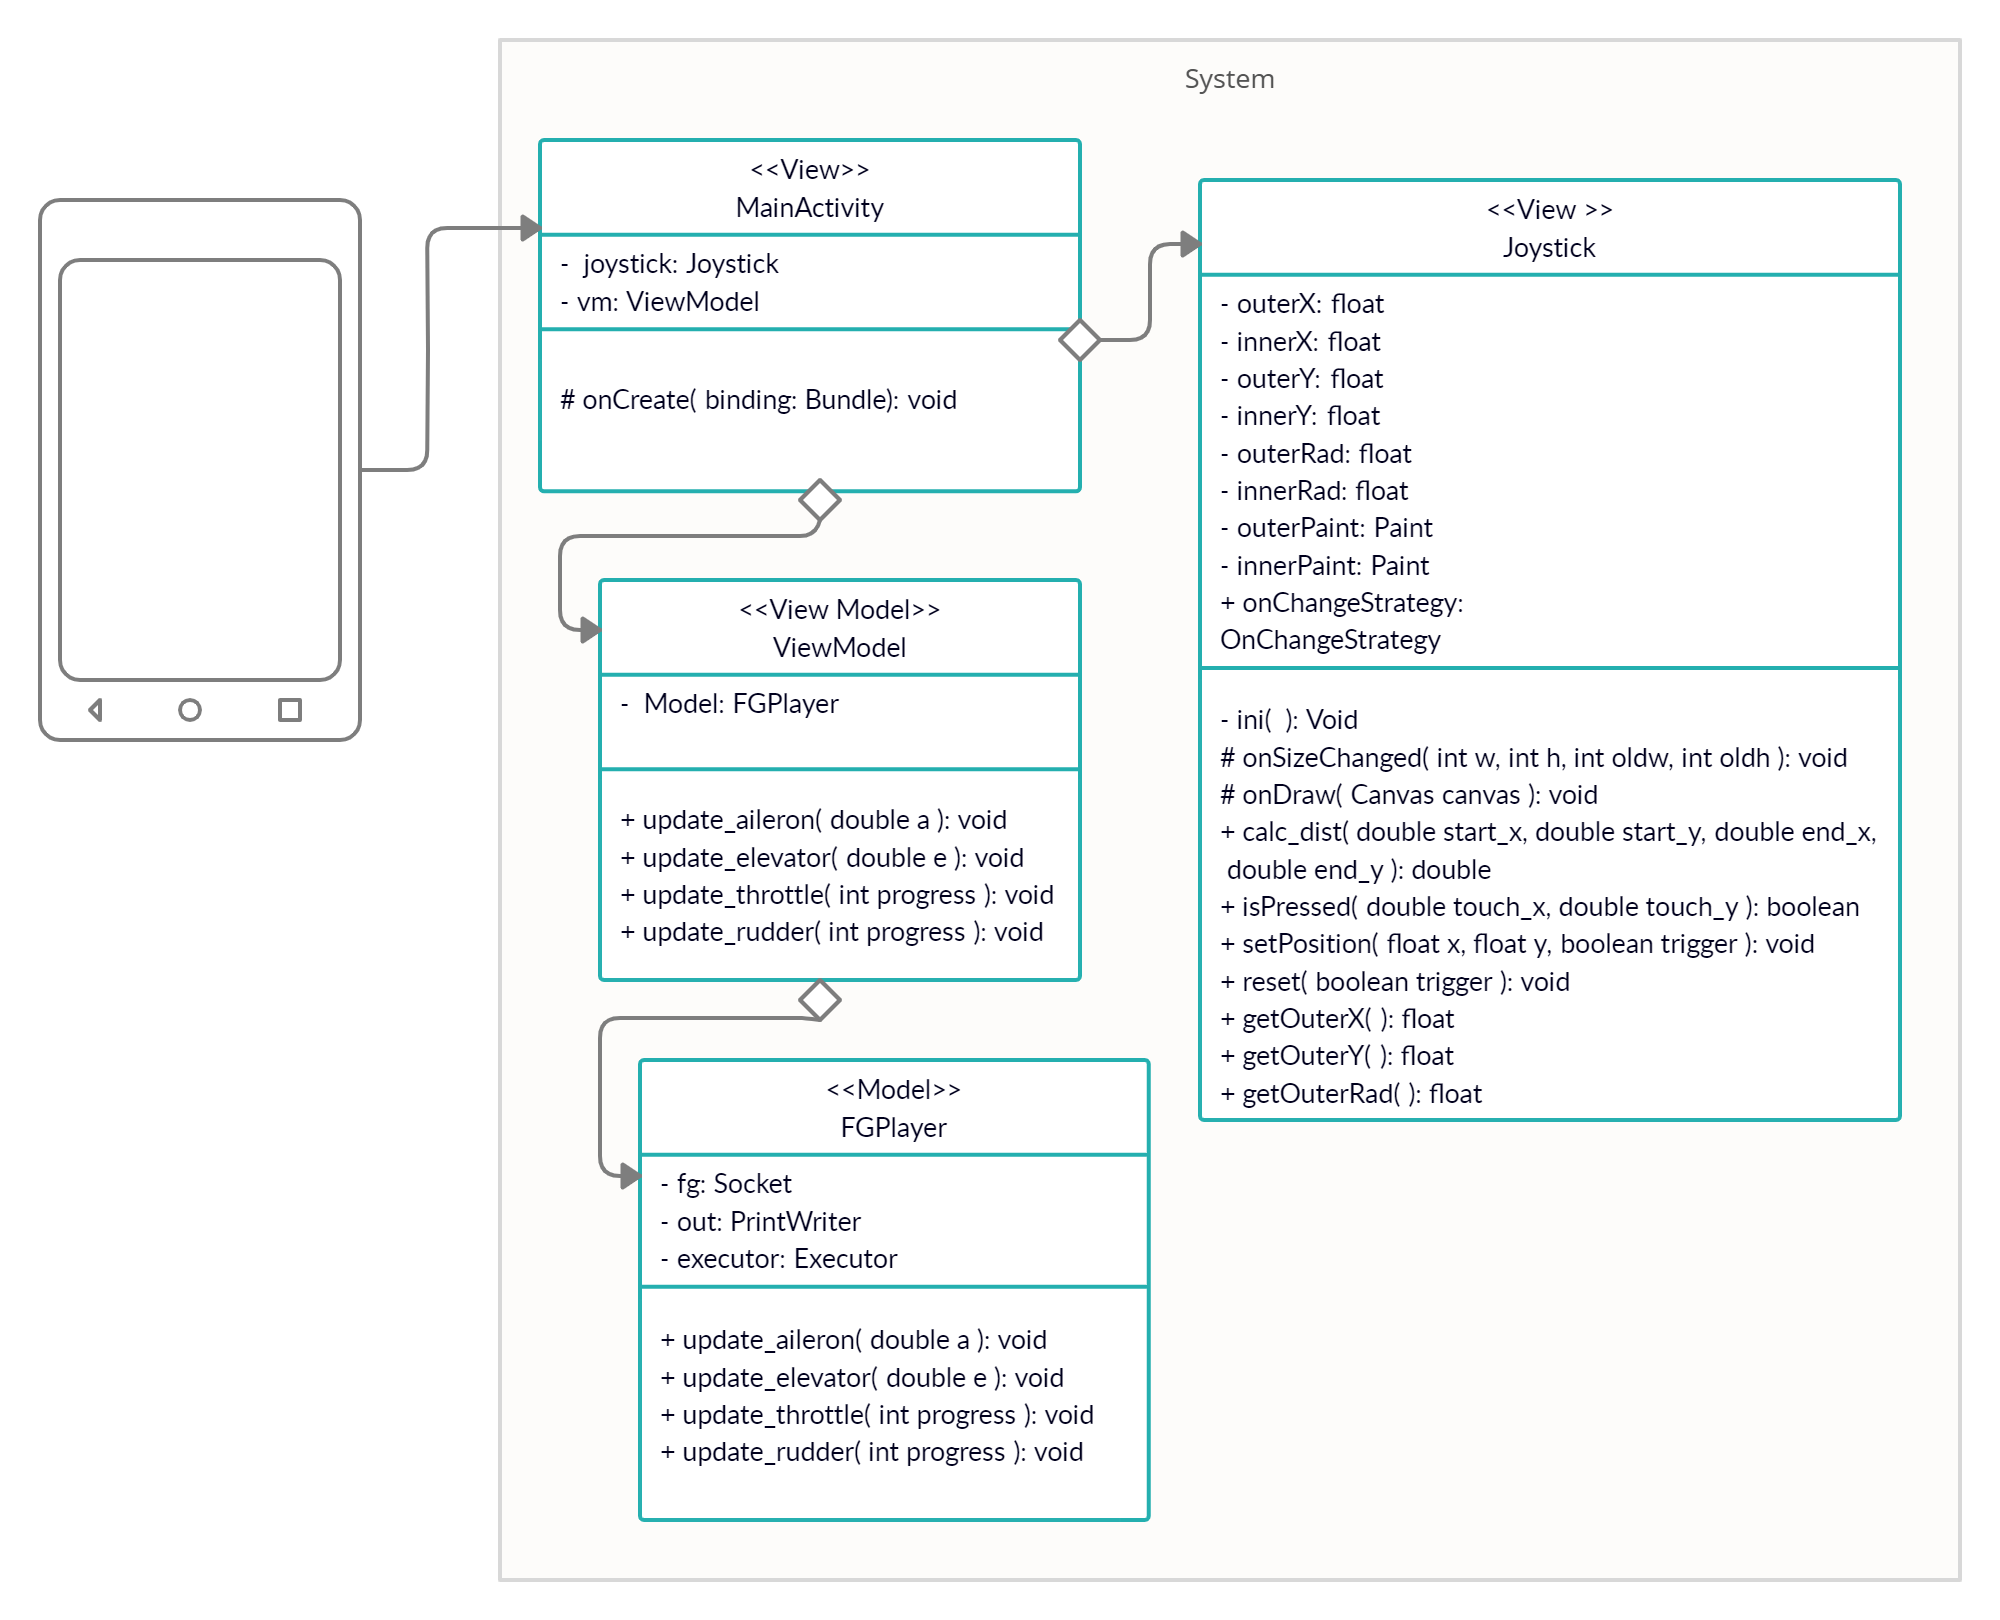 System
<<View>>
MainActivity
-  joystick: Joystick
- vm: ViewModel
# onCreate( binding: Bundle): void
<<View >>
Joystick
- outerX: float
- innerX: float
- outerY: float
- innerY: float
- outerRad: float
- innerRad: float
- outerPaint: Paint
- innerPaint: Paint
+ onChangeStrategy:
OnChangeStrategy
- ini(  ): Void
# onSizeChanged( int w, int h, int oldw, int oldh ): void
# onDraw( Canvas canvas ): void
+ calc_dist( double start_x, double start_y, double end_x,
double end_y ): double
+ isPressed( double touch_x, double touch_y ): boolean
+ setPosition( float x, float y, boolean trigger ): void
+ reset( boolean trigger ): void
+ getOuterX( ): float
+ getOuterY( ): float
+ getOuterRad( ): float
<<View Model>>
ViewModel
-  Model: FGPlayer
+ update_aileron( double a ): void
+ update_elevator( double e ): void
+ update_throttle( int progress ): void
+ update_rudder( int progress ): void
<<Model>>
FGPlayer
- fg: Socket
- out: PrintWriter
- executor: Executor
+ update_aileron( double a ): void
+ update_elevator( double e ): void
+ update_throttle( int progress ): void
+ update_rudder( int progress ): void